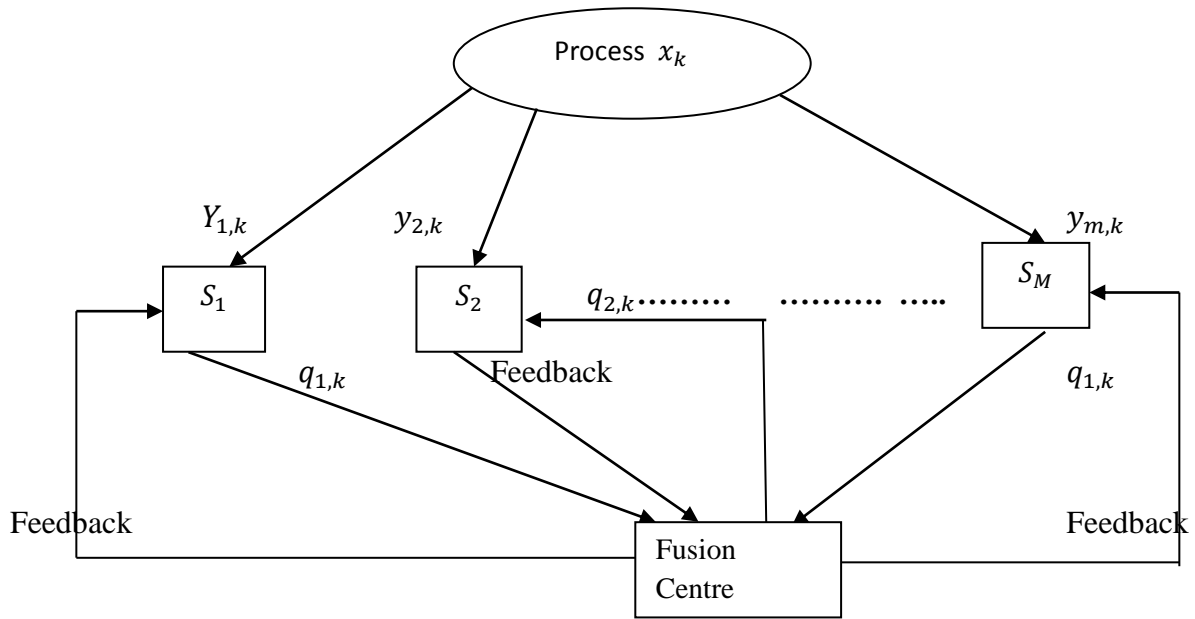 Process x_k
Y_{1,k}
y_{2,k}
y_{m,k}
S_1
S_2
q_{2,k}......... .......... .....
S_M
Feedback
q_{1,k}
q_{1,k}
Feedback
Feedback
Fusion
Centre